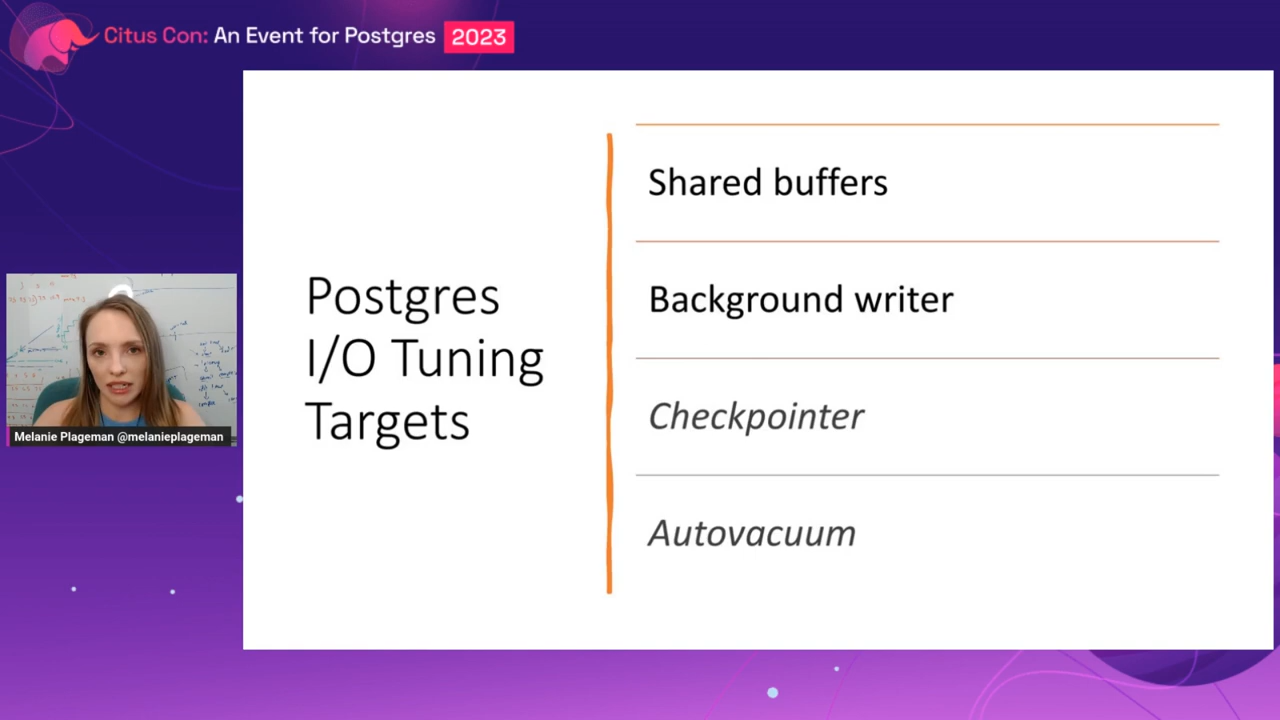 Citus Con: An Event for Postgres 2023
Postgres
I/O Tuning
Targets
Shared buffers
Background writer
Checkpointer
Autovacuum
Melanie Plageman @melanieplageman